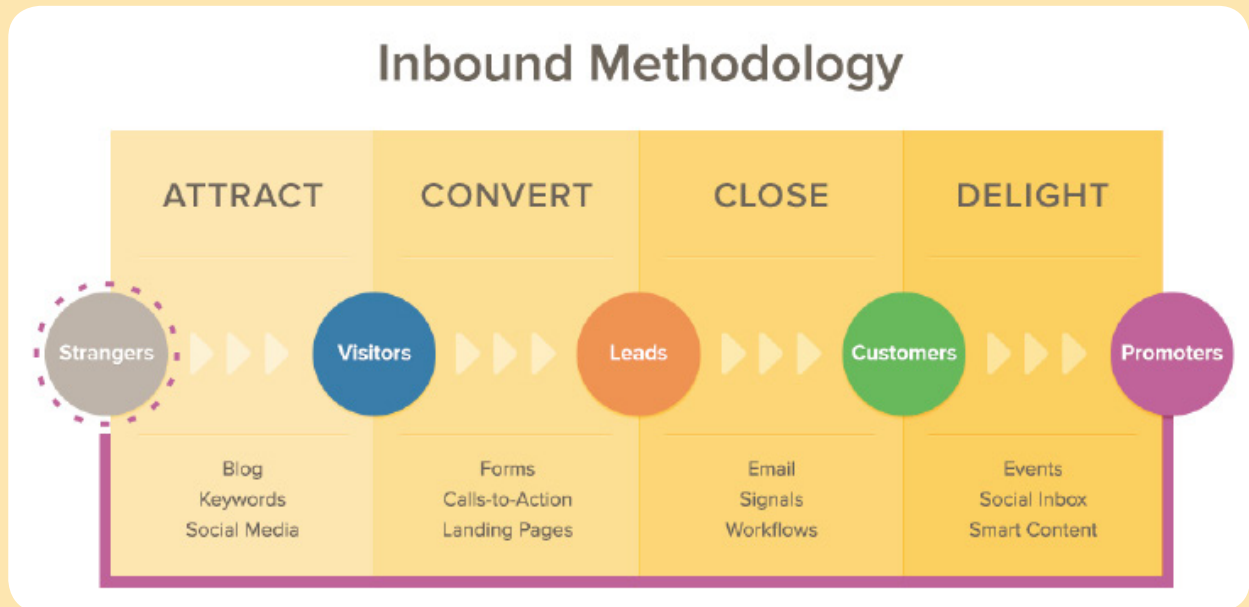 Inbound Methodology
ATTRACT
CONVERT
CLOSE
DELIGHT
Strangers
Visitors
Leads
Customers
Promoters
Blog
Keywords
Social Media
Forms
Calls-to-Action
Landing Pages
Email
Signals
Workflows
Events
Social Inbox
Smart Content